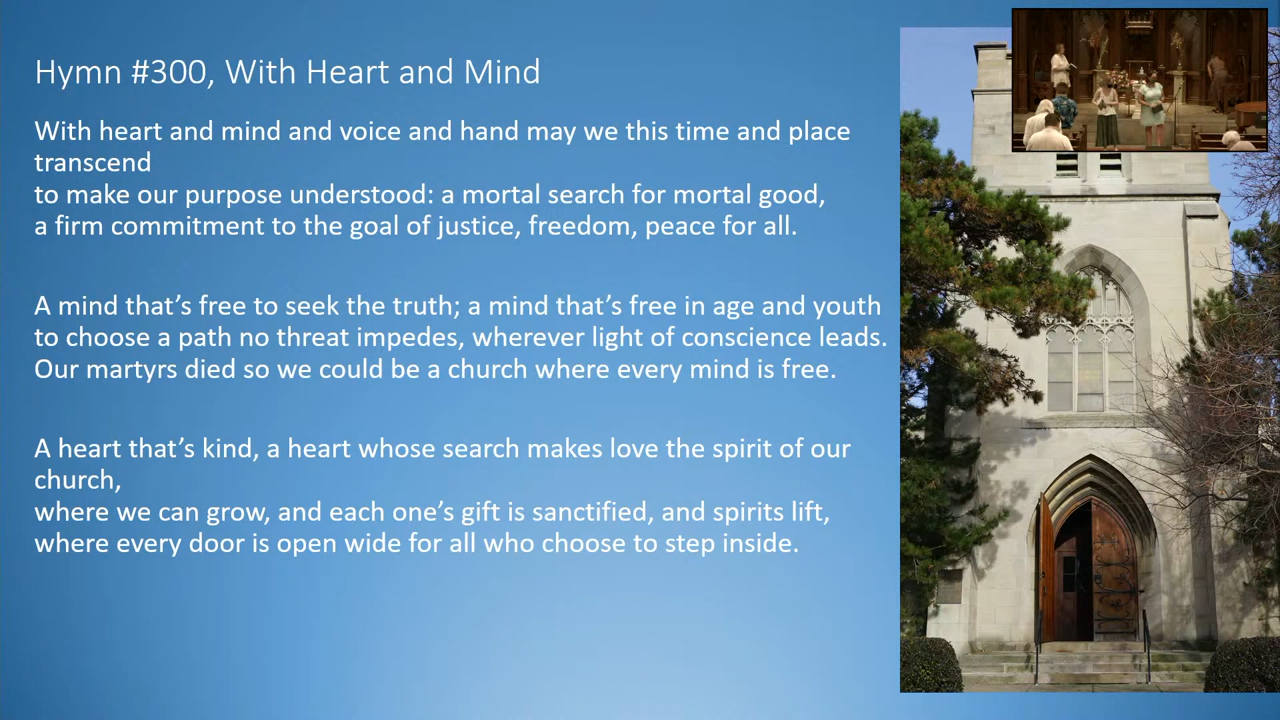 Hymn #300, With Heart and Mind
With heart and mind and voice and hand may we this time and place
transcend
to make our purpose understood: a mortal search for mortal good,
a firm commitment to the goal of justice, freedom, peace for all.
A mind that’s free to seek the truth; a mind that’s free in age and youth
to choose a path no threat impedes, wherever light of conscience leads.
Our martyrs died so we could be a church where every mind is free.
A heart that’s kind, a heart whose search makes love the spirit of our
church,
where we can grow, and each one’s gift is sanctified, and spirits lift,
where every door is open wide for all who choose to step inside.